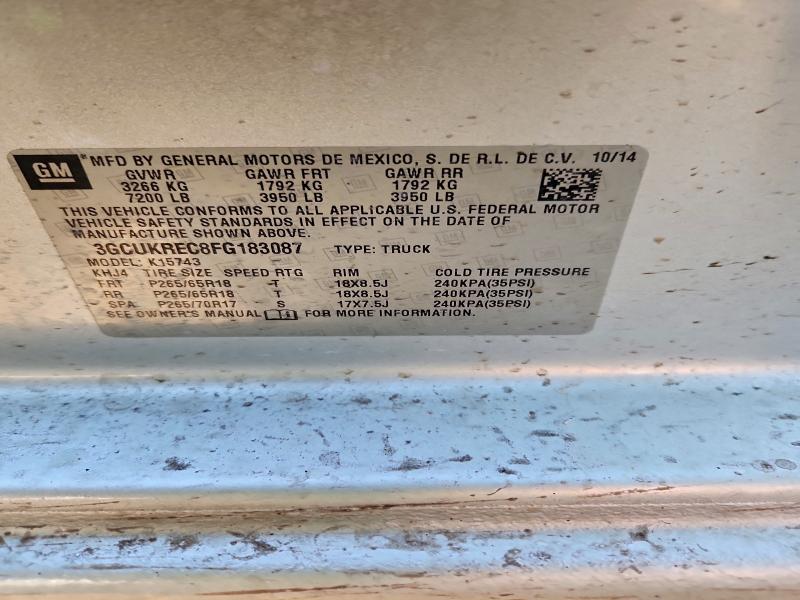 GM MFD BY GENERAL MOTORS DE MEXICO, S. DE R.L. DE C.V. 10/14
GVWR GAWR FRT GAWR RR
3266 KG 1792 KG 1792 KG
7200 LB 3950 LB 3950 LB
THIS VEHICLE CONFORMS TO ALL APPLICABLE U.S. FEDERAL MOTOR
VEHICLE SAFETY STANDARDS IN EFFECT ON THE DATE OF
MANUFACTURE SHOWN ABOVE.
3GCUKREC8FG183087 TYPE: TRUCK
MODEL: K15743
KHJ4 TIRE SIZE SPEED RTG RIM COLD TIRE PRESSURE
FRT P265/65R18 T 18X8.5J 240KPA(35PSI)
RR P265/65R18 T 18X8.5J 240KPA(35PSI)
SPA P265/70R17 S 17X7.5J 240KPA(35PSI)
SEE OWNER'S MANUAL FOR MORE INFORMATION.